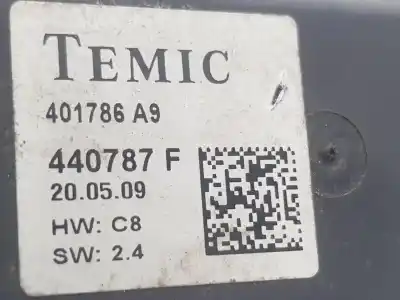 TEMIC
401786 A9
440787 F
20.05.09
HW: C8
SW: 2.4